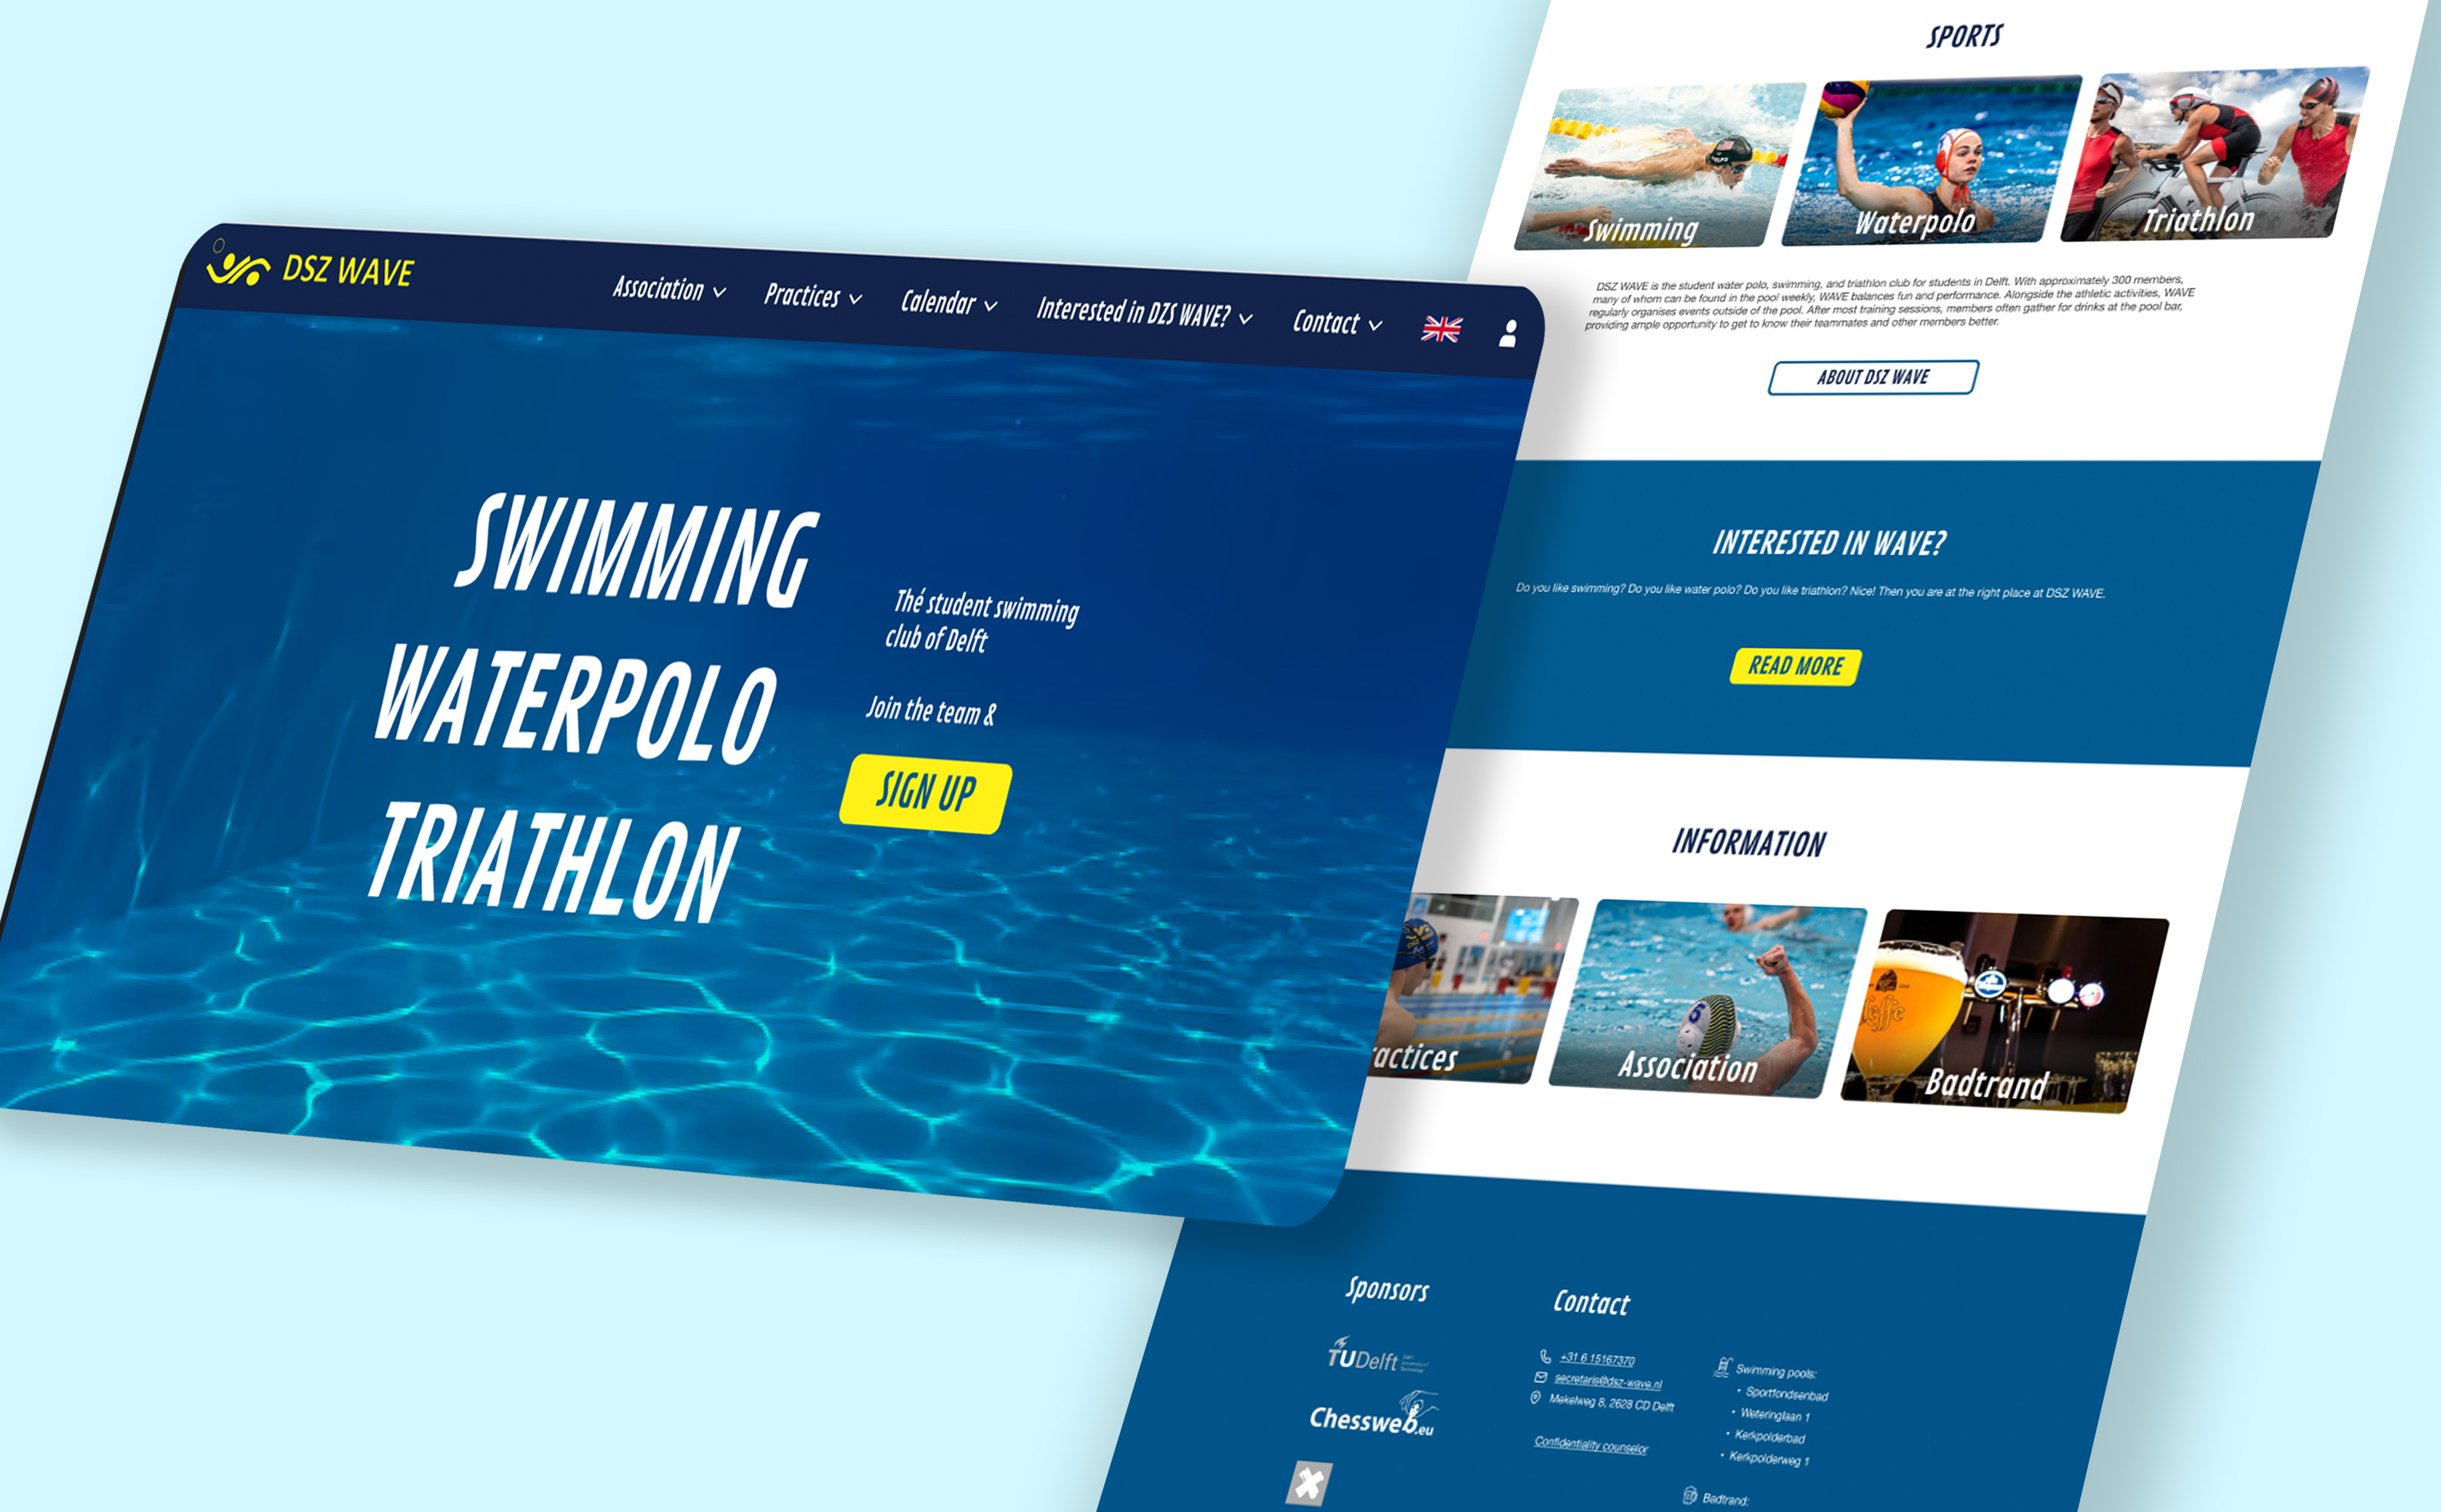 DSZ WAVE
Association
Practices
Calendar
Interested in DZS WAVE?
Contact
SWIMMING
WATERPOLO
TRIATHLON
Thé student swimming
club of Delft
Join the team &
SIGN UP
SPORTS
Swimming
Waterpolo
Triathlon
DSZ WAVE is the student water polo, swimming, and triathlon club for students in Delft. With approximately 300 members,
many of whom can be found in the pool weekly, WAVE balances fun and performance. Alongside the athletic activities, WAVE
regularly organises events outside of the pool. After most training sessions, members often gather for drinks at the pool bar,
providing ample opportunity to get to know their teammates and other members better.
ABOUT DSZ WAVE
INTERESTED IN WAVE?
Do you like swimming? Do you like water polo? Do you like triathlon? Nice! Then you are at the right place at DSZ WAVE.
READ MORE
INFORMATION
actices
5
Association
Leffe
Badtrand
Sponsors
TUDelft
Chessweb.eu
Contact
+31 6 15167370
secretaris@dsz-wave.nl
Mekelweg 8, 2628 CD Delft
Confidentiality counselor
Swimming pools:
• Sportfondsenbad
• Weteringlaan 1
• Kerkpolderbad
• Kerkpolderweg 1
Badtrand: